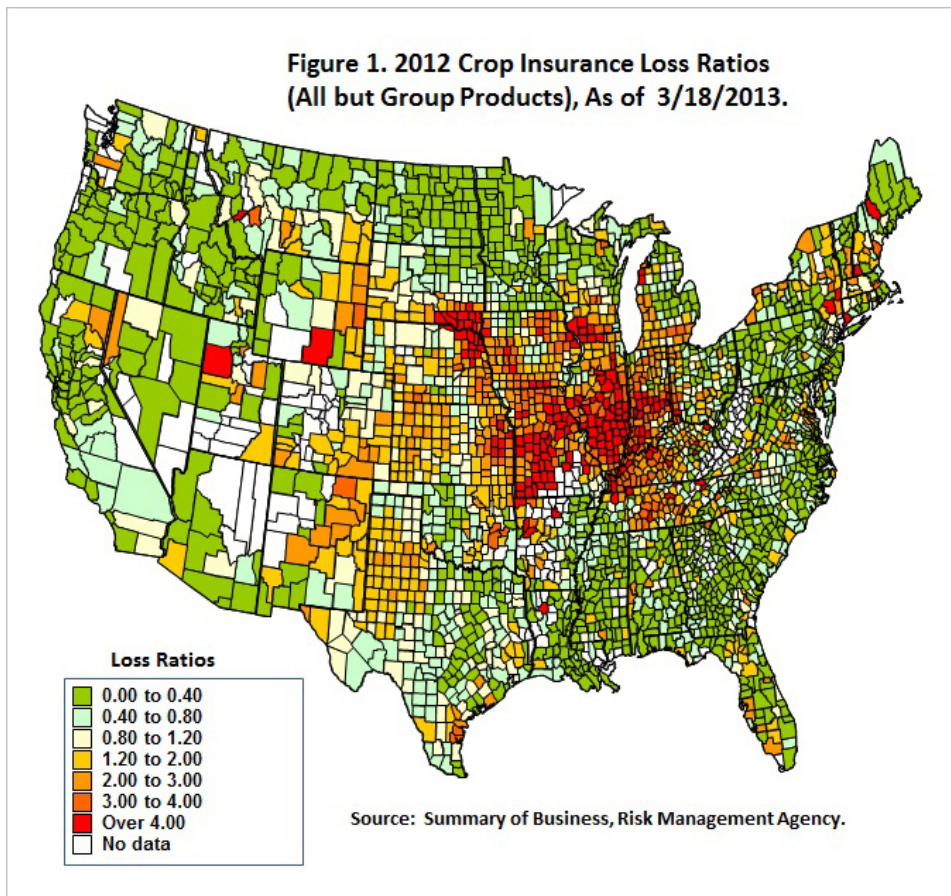 Figure 1. 2012 Crop Insurance Loss Ratios
(All but Group Products), As of 3/18/2013.
Loss Ratios
0.00 to 0.40
0.40 to 0.80
0.80 to 1.20
1.20 to 2.00
2.00 to 3.00
3.00 to 4.00
Over 4.00
No data
Source: Summary of Business, Risk Management Agency.